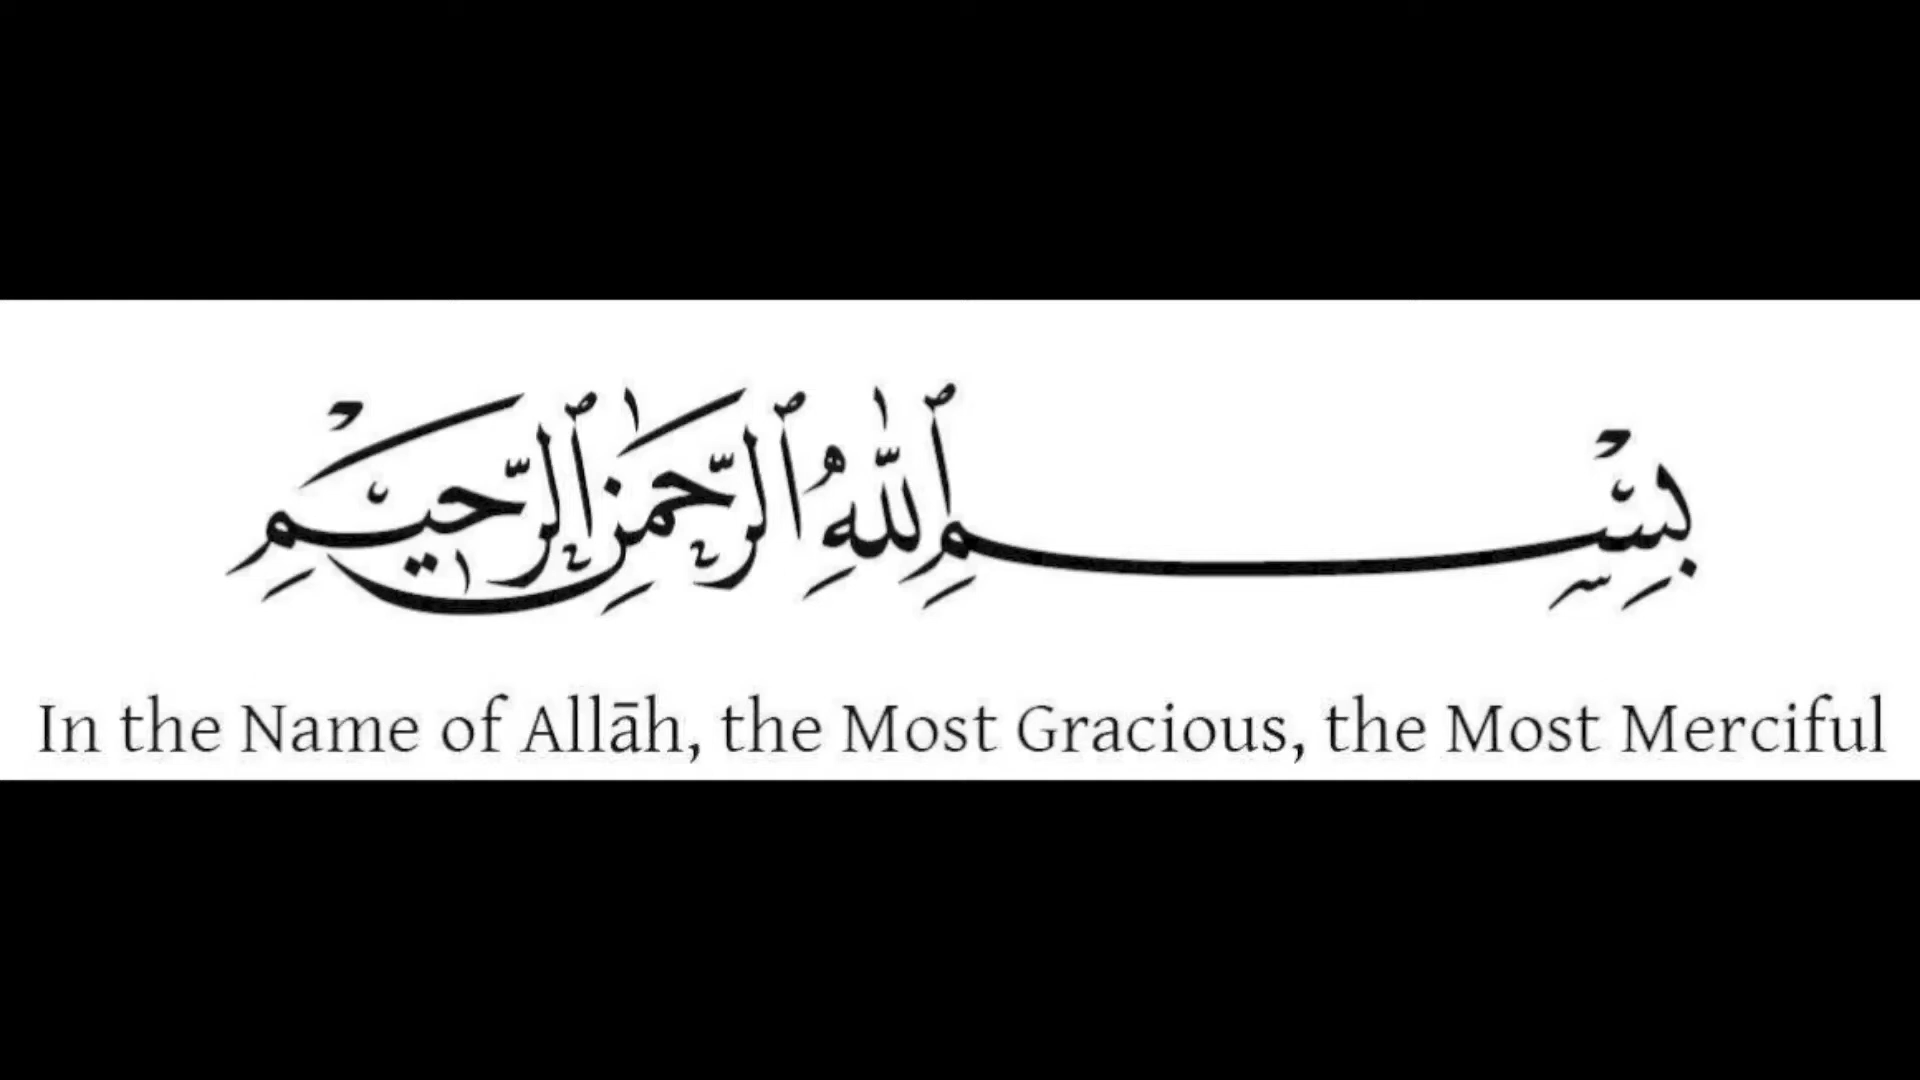 بِسْمِ ٱللَّهِ ٱلرَّحْمَٰنِ ٱلرَّحِيمِ
In the Name of Allāh, the Most Gracious, the Most Merciful